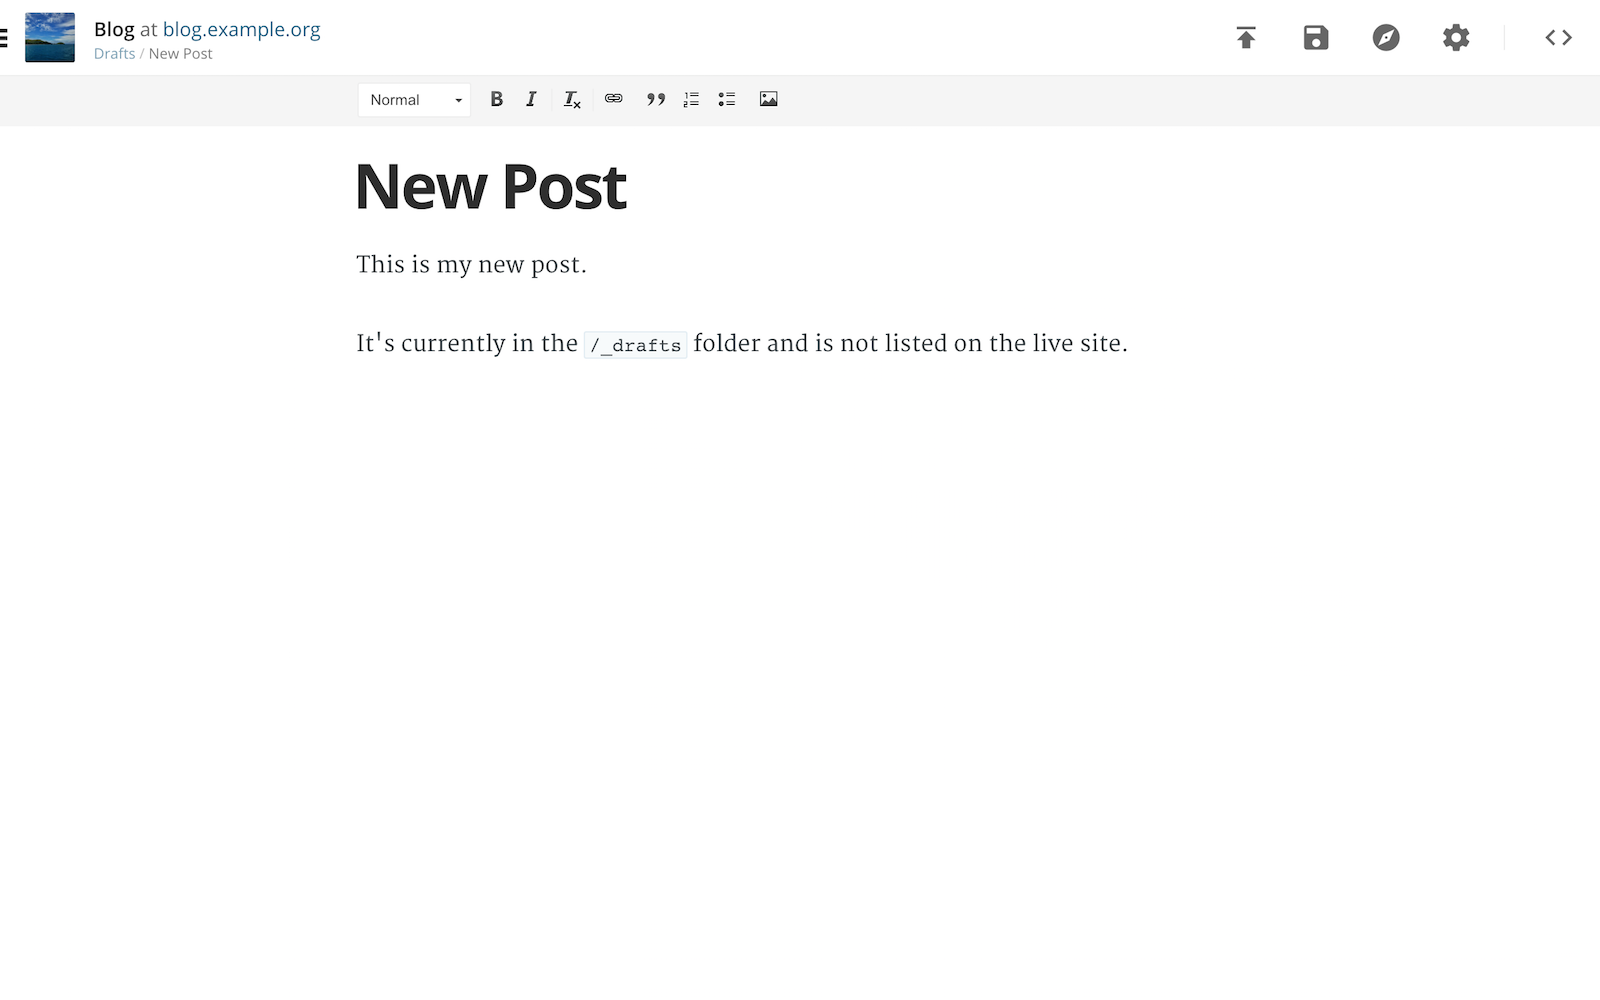 Blog at blog.example.org
Drafts / New Post
Normal
New Post
This is my new post.
It's currently in the /_drafts folder and is not listed on the live site.